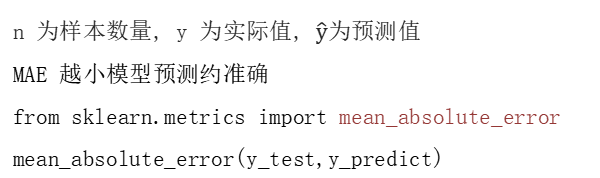 n 为样本数量, y 为实际值, ŷ为预测值
MAE 越小模型预测约准确
from sklearn.metrics import mean_absolute_error
mean_absolute_error(y_test,y_predict)